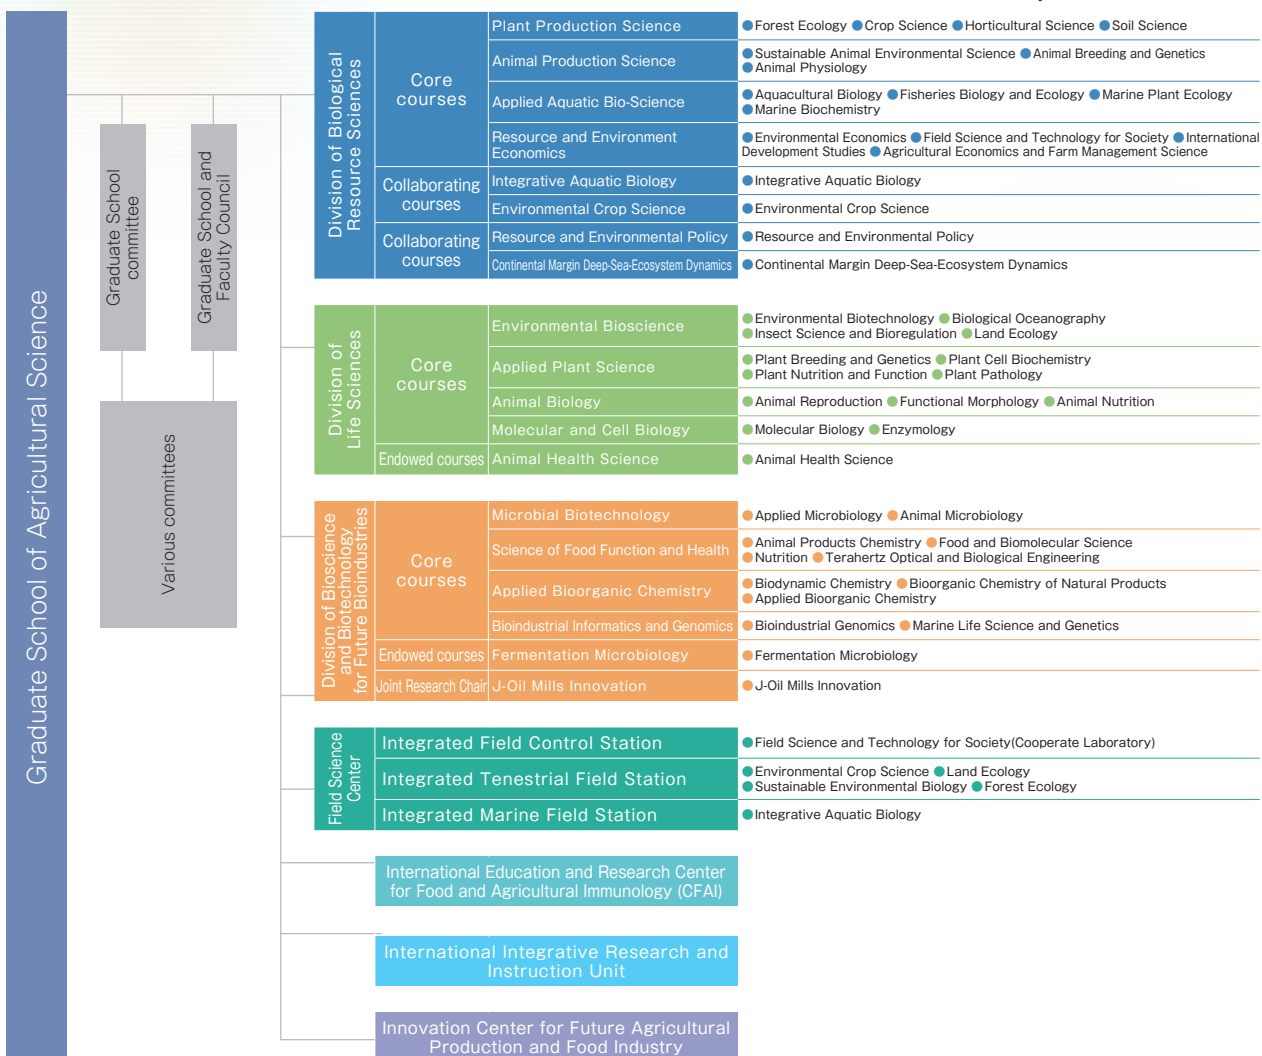 Graduate School of Agricultural Science
Graduate School
committee
Graduate School and
Faculty Council
Various committees
Division of Biological
Resource Sciences
Core
courses
Plant Production Science
●Forest Ecology ●Crop Science ●Horticultural Science ●Soil Science
Animal Production Science
●Sustainable Animal Environmental Science ●Animal Breeding and Genetics
●Animal Physiology
Applied Aquatic Bio-Science
●Aquacultural Biology ●Fisheries Biology and Ecology ●Marine Plant Ecology
●Marine Biochemistry
Resource and Environment
Economics
●Environmental Economics ●Field Science and Technology for Society ●International
Development Studies ●Agricultural Economics and Farm Management Science
Collaborating
courses
Integrative Aquatic Biology
●Integrative Aquatic Biology
Environmental Crop Science
●Environmental Crop Science
Collaborating
courses
Resource and Environmental Policy
●Resource and Environmental Policy
Continental Margin Deep-Sea-Ecosystem Dynamics
●Continental Margin Deep-Sea-Ecosystem Dynamics
Division of
Life Sciences
Core
courses
Environmental Bioscience
●Environmental Biotechnology ●Biological Oceanography
●Insect Science and Bioregulation ●Land Ecology
Applied Plant Science
●Plant Breeding and Genetics ●Plant Cell Biochemistry
●Plant Nutrition and Function ●Plant Pathology
Animal Biology
●Animal Reproduction ●Functional Morphology ●Animal Nutrition
Molecular and Cell Biology
●Molecular Biology ●Enzymology
Endowed courses
Animal Health Science
●Animal Health Science
Division of Bioscience
and Biotechnology
for Future Bioindustries
Core
courses
Microbial Biotechnology
●Applied Microbiology ●Animal Microbiology
Science of Food Function and Health
●Animal Products Chemistry ●Food and Biomolecular Science
●Nutrition ●Terahertz Optical and Biological Engineering
Applied Bioorganic Chemistry
●Biodynamic Chemistry ●Bioorganic Chemistry of Natural Products
●Applied Bioorganic Chemistry
Bioindustrial Informatics and Genomics
●Bioindustrial Genomics ●Marine Life Science and Genetics
Endowed courses
Fermentation Microbiology
●Fermentation Microbiology
Joint Research Chair
J-Oil Mills Innovation
●J-Oil Mills Innovation
Field Science
Center
Integrated Field Control Station
●Field Science and Technology for Society(Cooperate Laboratory)
Integrated Tenestrial Field Station
●Environmental Crop Science ●Land Ecology
●Sustainable Environmental Biology ●Forest Ecology
Integrated Marine Field Station
●Integrative Aquatic Biology
International Education and Research Center
for Food and Agricultural Immunology (CFAI)
International Integrative Research and
Instruction Unit
Innovation Center for Future Agricultural
Production and Food Industry